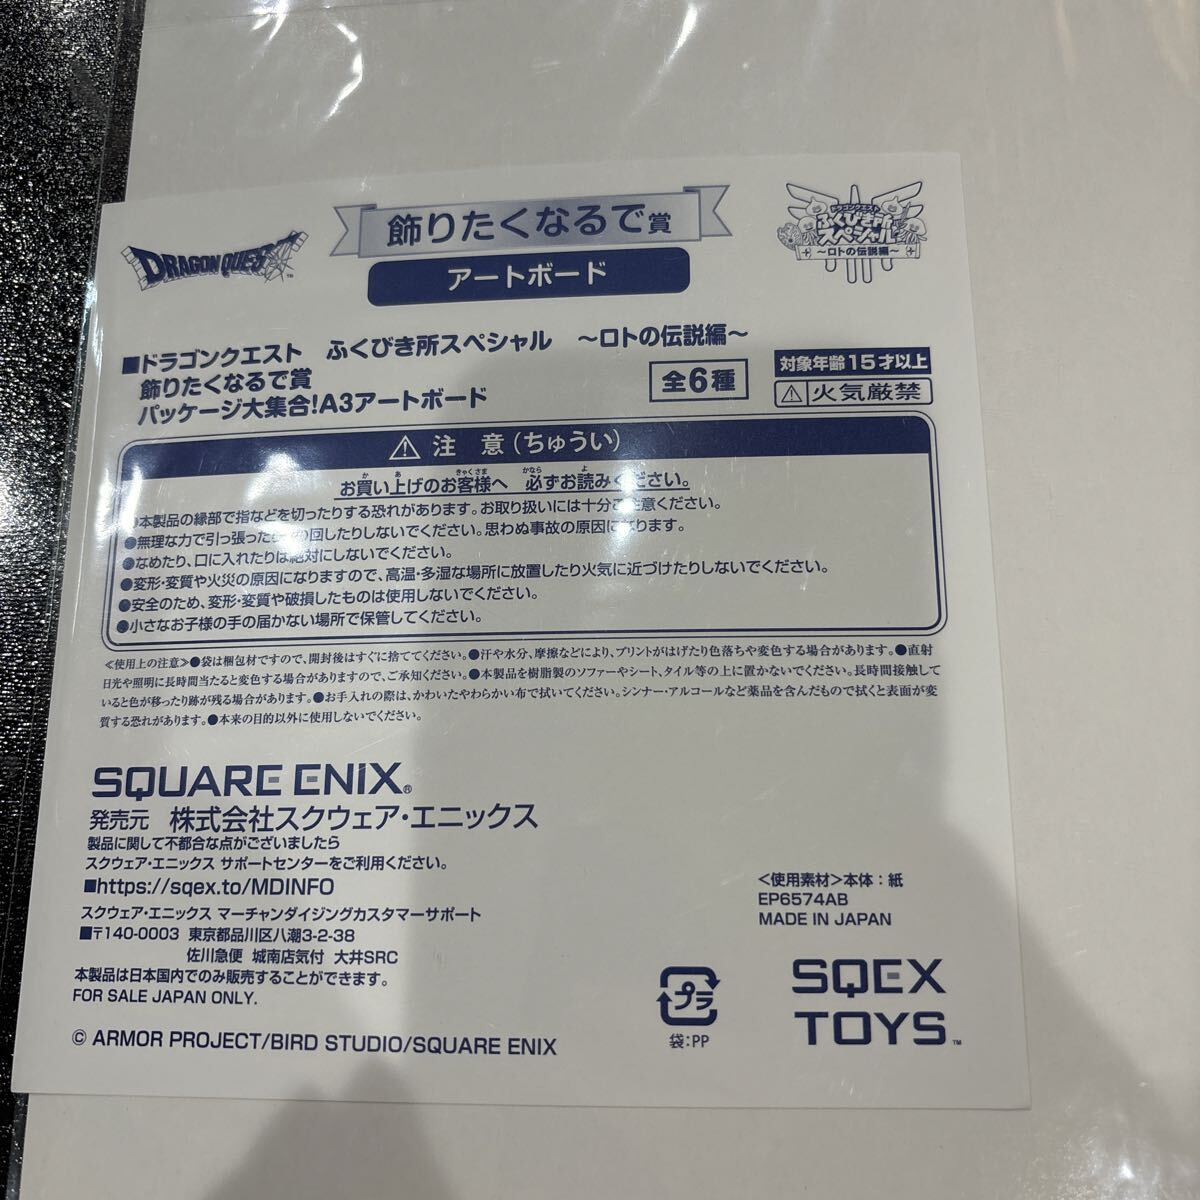 DRAGON QUEST™
飾りたくなるで賞
アートボード
ドラゴンクエスト
ふくびき所
スペシャル
～ロトの伝説編～
■ドラゴンクエスト ふくびき所スペシャル ～ロトの伝説編～
飾りたくなるで賞
パッケージ大集合!A3アートボード
全6種
対象年齢15才以上
火気厳禁
注 意(ちゅうい)
お買い上げのお客様へ 必ずお読みください。
●本製品の縁部で指などを切ったりする恐れがあります。お取り扱いには十分ご注意ください。
●無理な力で引っ張ったり 回したりしないでください。思わぬ事故の原因になります。
●なめたり、口に入れたりは絶対にしないでください。
●変形・変質や火災の原因になりますので、高温・多湿な場所に放置したり火気に近づけたりしないでください。
●安全のため、変形・変質や破損したものは使用しないでください。
●小さなお子様の手の届かない場所で保管してください。
≪使用上の注意≫●袋は梱包材ですので、開封後はすぐに捨ててください。●汗や水分、摩擦などにより、プリントがはげたり色落ちや変色する場合があります。●直射
日光や照明に長時間当たると変色する場合がありますので、ご承知ください。●本製品を樹脂製のソファーやシート、タイル等の上に置かないでください。長時間接触して
いると色が移ったり跡が残る場合があります。●お手入れの際は、かわいたやわらかい布で拭いてください。シンナー・アルコールなど薬品を含んだもので拭くと表面が変
質する恐れがあります。●本来の目的以外に使用しないでください。
SQUARE ENIX®
発売元 株式会社スクウェア・エニックス
製品に関して不都合な点がございましたら
スクウェア・エニックス サポートセンターをご利用ください。
■https://sqex.to/MDINFO
スクウェア・エニックス マーチャンダイジングカスタマーサポート
■〒140-0003 東京都品川区八潮3-2-38
佐川急便 城南店気付 大井SRC
本製品は日本国内でのみ販売することができます。
FOR SALE JAPAN ONLY.
© ARMOR PROJECT/BIRD STUDIO/SQUARE ENIX
＜使用素材＞本体：紙
EP6574AB
MADE IN JAPAN
プラ
袋:PP
SQEX
TOYS™